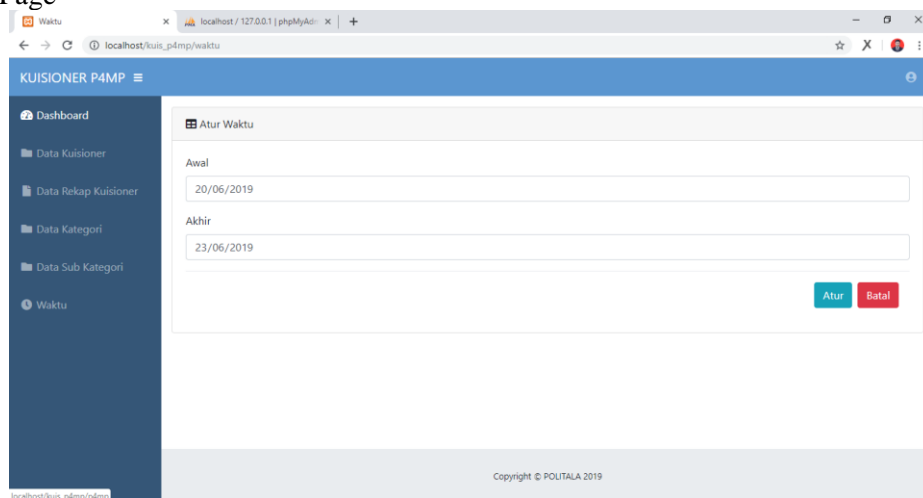 Page
Waktu
localhost / 127.0.0.1 | phpMyAdr
localhost/kuis_p4mp/waktu
KUISIONER P4MP
Dashboard
Data Kuisioner
Data Rekap Kuisioner
Data Kategori
Data Sub Kategori
Waktu
Atur Waktu
Awal
20/06/2019
Akhir
23/06/2019
Atur
Batal
Copyright © POLITALA 2019
localhost/kuis_p4mp/p4mp